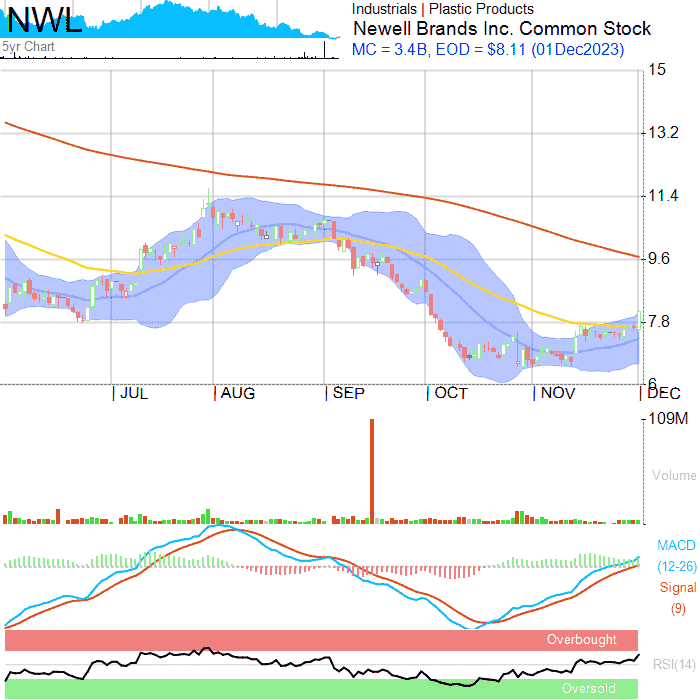 NWL
5yr Chart
Industrials | Plastic Products
Newell Brands Inc. Common Stock
MC = 3.4B, EOD = $8.11 (01Dec2023)
15
13.2
11.4
9.6
7.8
6
JUL AUG SEP OCT NOV DEC
109M
Volume
MACD
(12-26)
Signal
(9)
Overbought
RSI(14)
Oversold